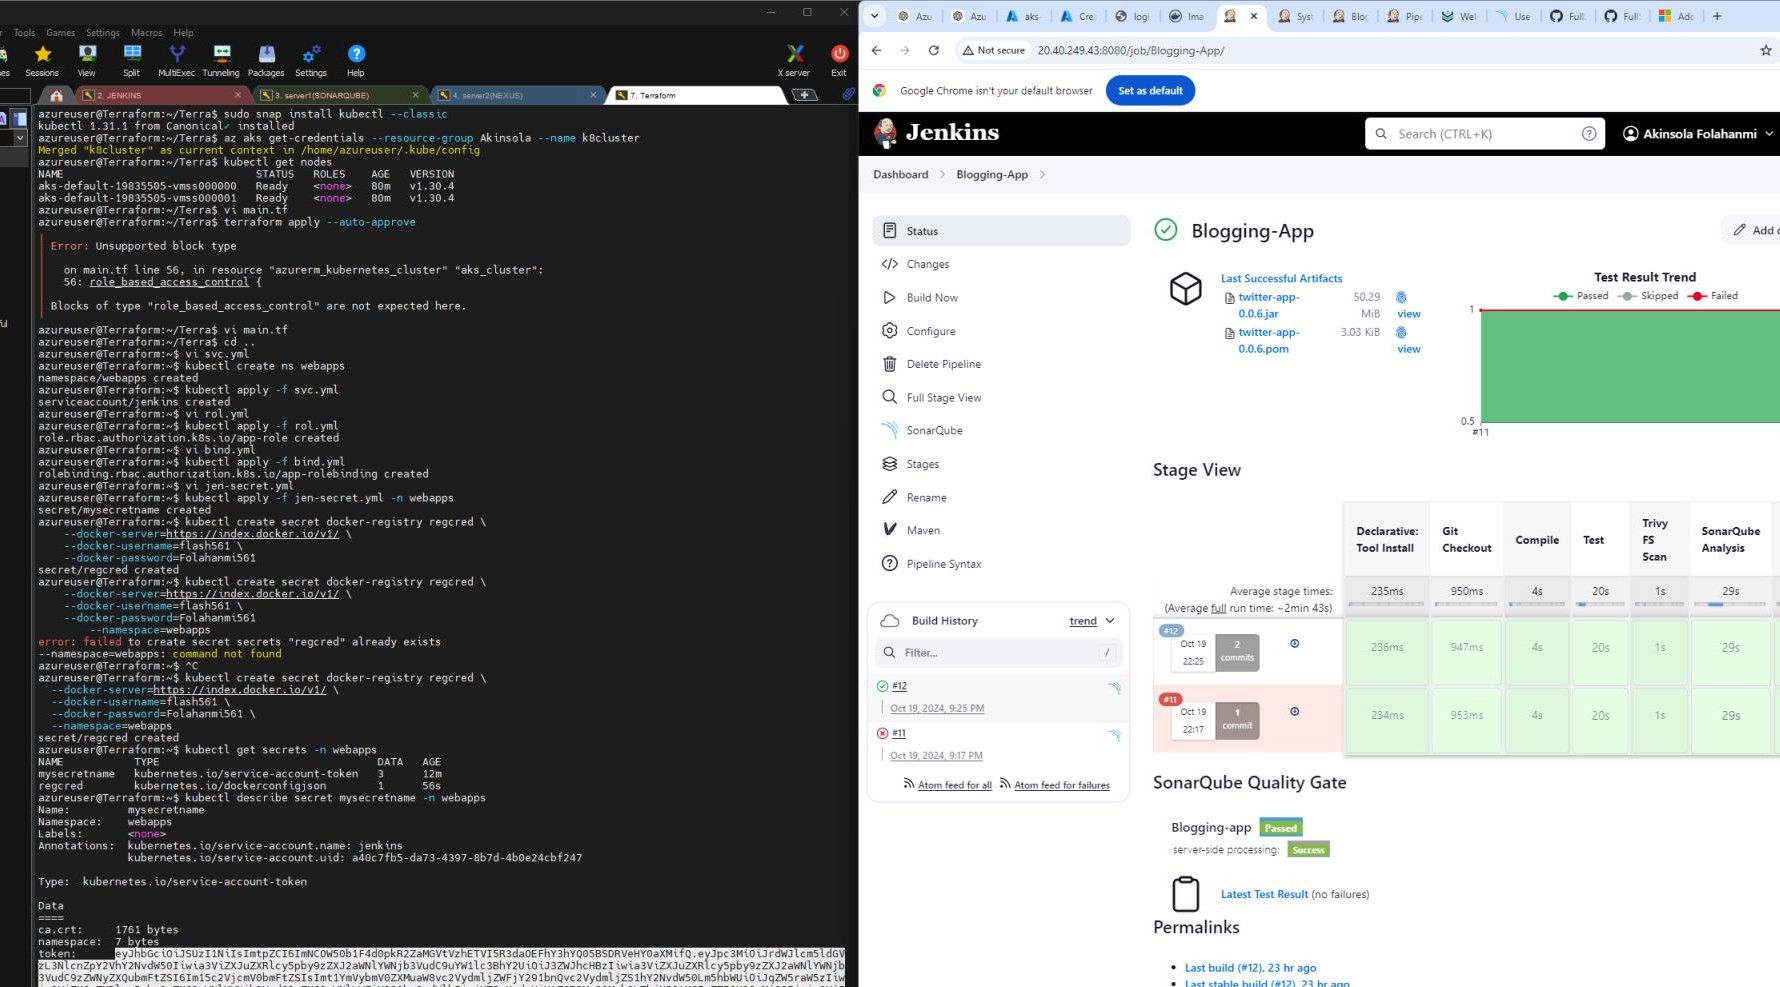 Tools Games Settings Macros Help
Sessions View Split MultiExec Tunneling Packages Settings Help X server Exit
2. JENKINS
3. server1(SONARQUBE)
4. server2(NEXUS)
7. Terraform
azureuser@Terraform:~/Terra$ sudo snap install kubectl --classic
kubectl 1.31.1 from Canonical✓ installed
azureuser@Terraform:~/Terra$ az aks get-credentials --resource-group Akinsola --name k8cluster
Merged "k8cluster" as current context in /home/azureuser/.kube/config
azureuser@Terraform:~/Terra$ kubectl get nodes
NAME STATUS ROLES AGE VERSION
aks-default-19835505-vmss000000 Ready <none> 80m v1.30.4
aks-default-19835505-vmss000001 Ready <none> 80m v1.30.4
azureuser@Terraform:~/Terra$ vi main.tf
azureuser@Terraform:~/Terra$ terraform apply --auto-approve
Error: Unsupported block type
on main.tf line 56, in resource "azurerm_kubernetes_cluster" "aks_cluster":
56: role_based_access_control {
Blocks of type "role_based_access_control" are not expected here.
azureuser@Terraform:~/Terra$ vi main.tf
azureuser@Terraform:~/Terra$ cd ..
azureuser@Terraform:~$ vi svc.yml
azureuser@Terraform:~$ kubectl create ns webapps
namespace/webapps created
azureuser@Terraform:~$ kubectl apply -f svc.yml
serviceaccount/jenkins created
azureuser@Terraform:~$ vi rol.yml
azureuser@Terraform:~$ kubectl apply -f rol.yml
role.rbac.authorization.k8s.io/app-role created
azureuser@Terraform:~$ vi bind.yml
azureuser@Terraform:~$ kubectl apply -f bind.yml
rolebinding.rbac.authorization.k8s.io/app-rolebinding created
azureuser@Terraform:~$ vi jen-secret.yml
azureuser@Terraform:~$ kubectl apply -f jen-secret.yml -n webapps
secret/mysecretname created
azureuser@Terraform:~$ kubectl create secret docker-registry regcred \
--docker-server=https://index.docker.io/v1/ \
--docker-username=flash561 \
--docker-password=Folahanmi561
secret/regcred created
azureuser@Terraform:~$ kubectl create secret docker-registry regcred \
--docker-server=https://index.docker.io/v1/ \
--docker-username=flash561 \
--docker-password=Folahanmi561
--namespace=webapps
error: failed to create secret secrets "regcred" already exists
--namespace=webapps: command not found
azureuser@Terraform:~$ ^C
azureuser@Terraform:~$ kubectl create secret docker-registry regcred \
--docker-server=https://index.docker.io/v1/ \
--docker-username=flash561 \
--docker-password=Folahanmi561 \
--namespace=webapps
secret/regcred created
azureuser@Terraform:~$ kubectl get secrets -n webapps
NAME TYPE DATA AGE
mysecretname kubernetes.io/service-account-token 3 12m
regcred kubernetes.io/dockerconfigjson 1 56s
azureuser@Terraform:~$ kubectl describe secret mysecretname -n webapps
Name: mysecretname
Namespace: webapps
Labels: <none>
Annotations: kubernetes.io/service-account.name: jenkins
kubernetes.io/service-account.uid: a40c7fb5-da73-4397-8b7d-4b0e24cbf247
Type: kubernetes.io/service-account-token
Data
====
ca.crt: 1761 bytes
namespace: 7 bytes
token:
Azu
Azu
aks-
Cre
logi
Ima
Syst
Blog
Pipe
Wel
Use
Full
Full
Adc
Not secure 20.40.249.43:8080/job/Blogging-App/
Google Chrome isn't your default browser Set as default
Jenkins
Search (CTRL+K)
Akinsola Folahanmi
Dashboard > Blogging-App >
Status
Changes
Build Now
Configure
Delete Pipeline
Full Stage View
SonarQube
Stages
Rename
Maven
Pipeline Syntax
Build History trend
Filter... /
#12
Oct 19, 2024, 9:25 PM
#11
Oct 19, 2024, 9:17 PM
Atom feed for all Atom feed for failures
Blogging-App
Add
Last Successful Artifacts
twitter-app-0.0.6.jar 50.29 MiB view
twitter-app-0.0.6.pom 3.03 KiB view
Test Result Trend
Passed Skipped Failed
1
0.5
#11
Stage View
Declarative: Tool Install
Git Checkout
Compile
Test
Trivy FS Scan
SonarQube Analysis
Average stage times: 235ms 950ms 4s 20s 1s 29s
(Average full run time: ~2min 43s)
#12
Oct 19 22:25 2 commits 236ms 947ms 4s 20s 1s 29s
#11
Oct 19 22:17 1 commit 234ms 953ms 4s 20s 1s 29s
SonarQube Quality Gate
Blogging-app Passed
server-side processing: Success
Latest Test Result (no failures)
Permalinks
Last build (#12), 23 hr ago
Last stable build (#12), 23 hr ago